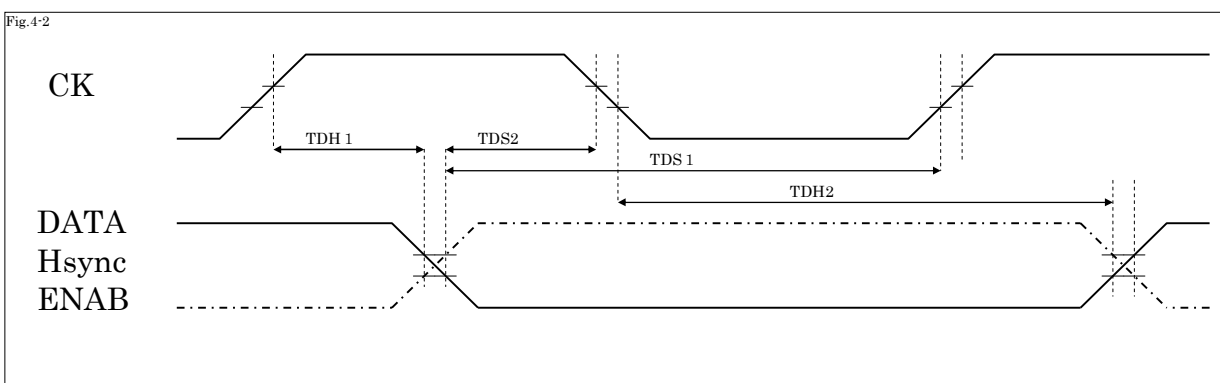 Fig.4-2
CK
TDH 1
TDS2
TDS 1
TDH2
DATA
Hsync
ENAB